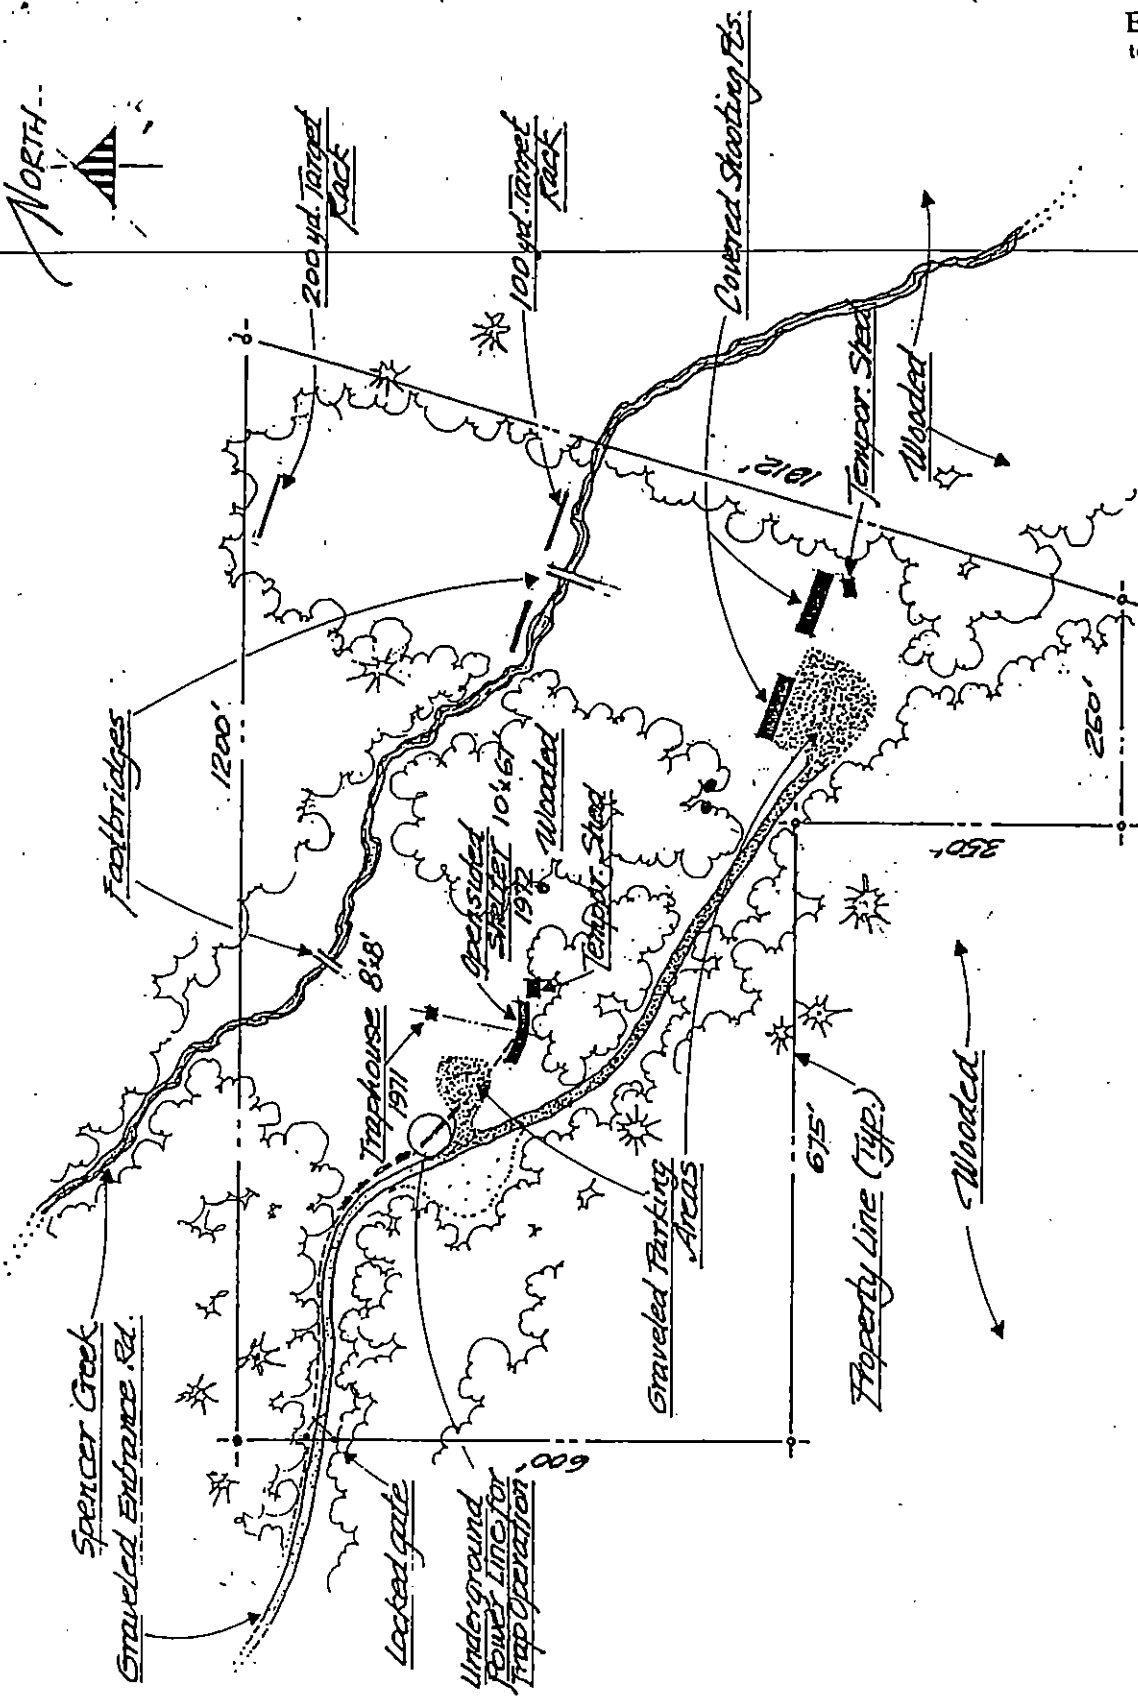 NORTH
Spencer Creek
Graveled Entrance Rd.
Footbridges
200 yd. Target
Rack
1200'
100 yd. Target
Rack
Covered Shooting Pts.
Locked gate
Underground
Power Line for
Trap Operation
Traphouse 8'x8'
1971
Opensided
Shelter 10'x67'
1972
Wooded
Tempor. Shed
Tempor. Shed
Wooded
600'
Graveled Parking
Areas
675'
Property Line (Typ.)
350'
260'
Wooded